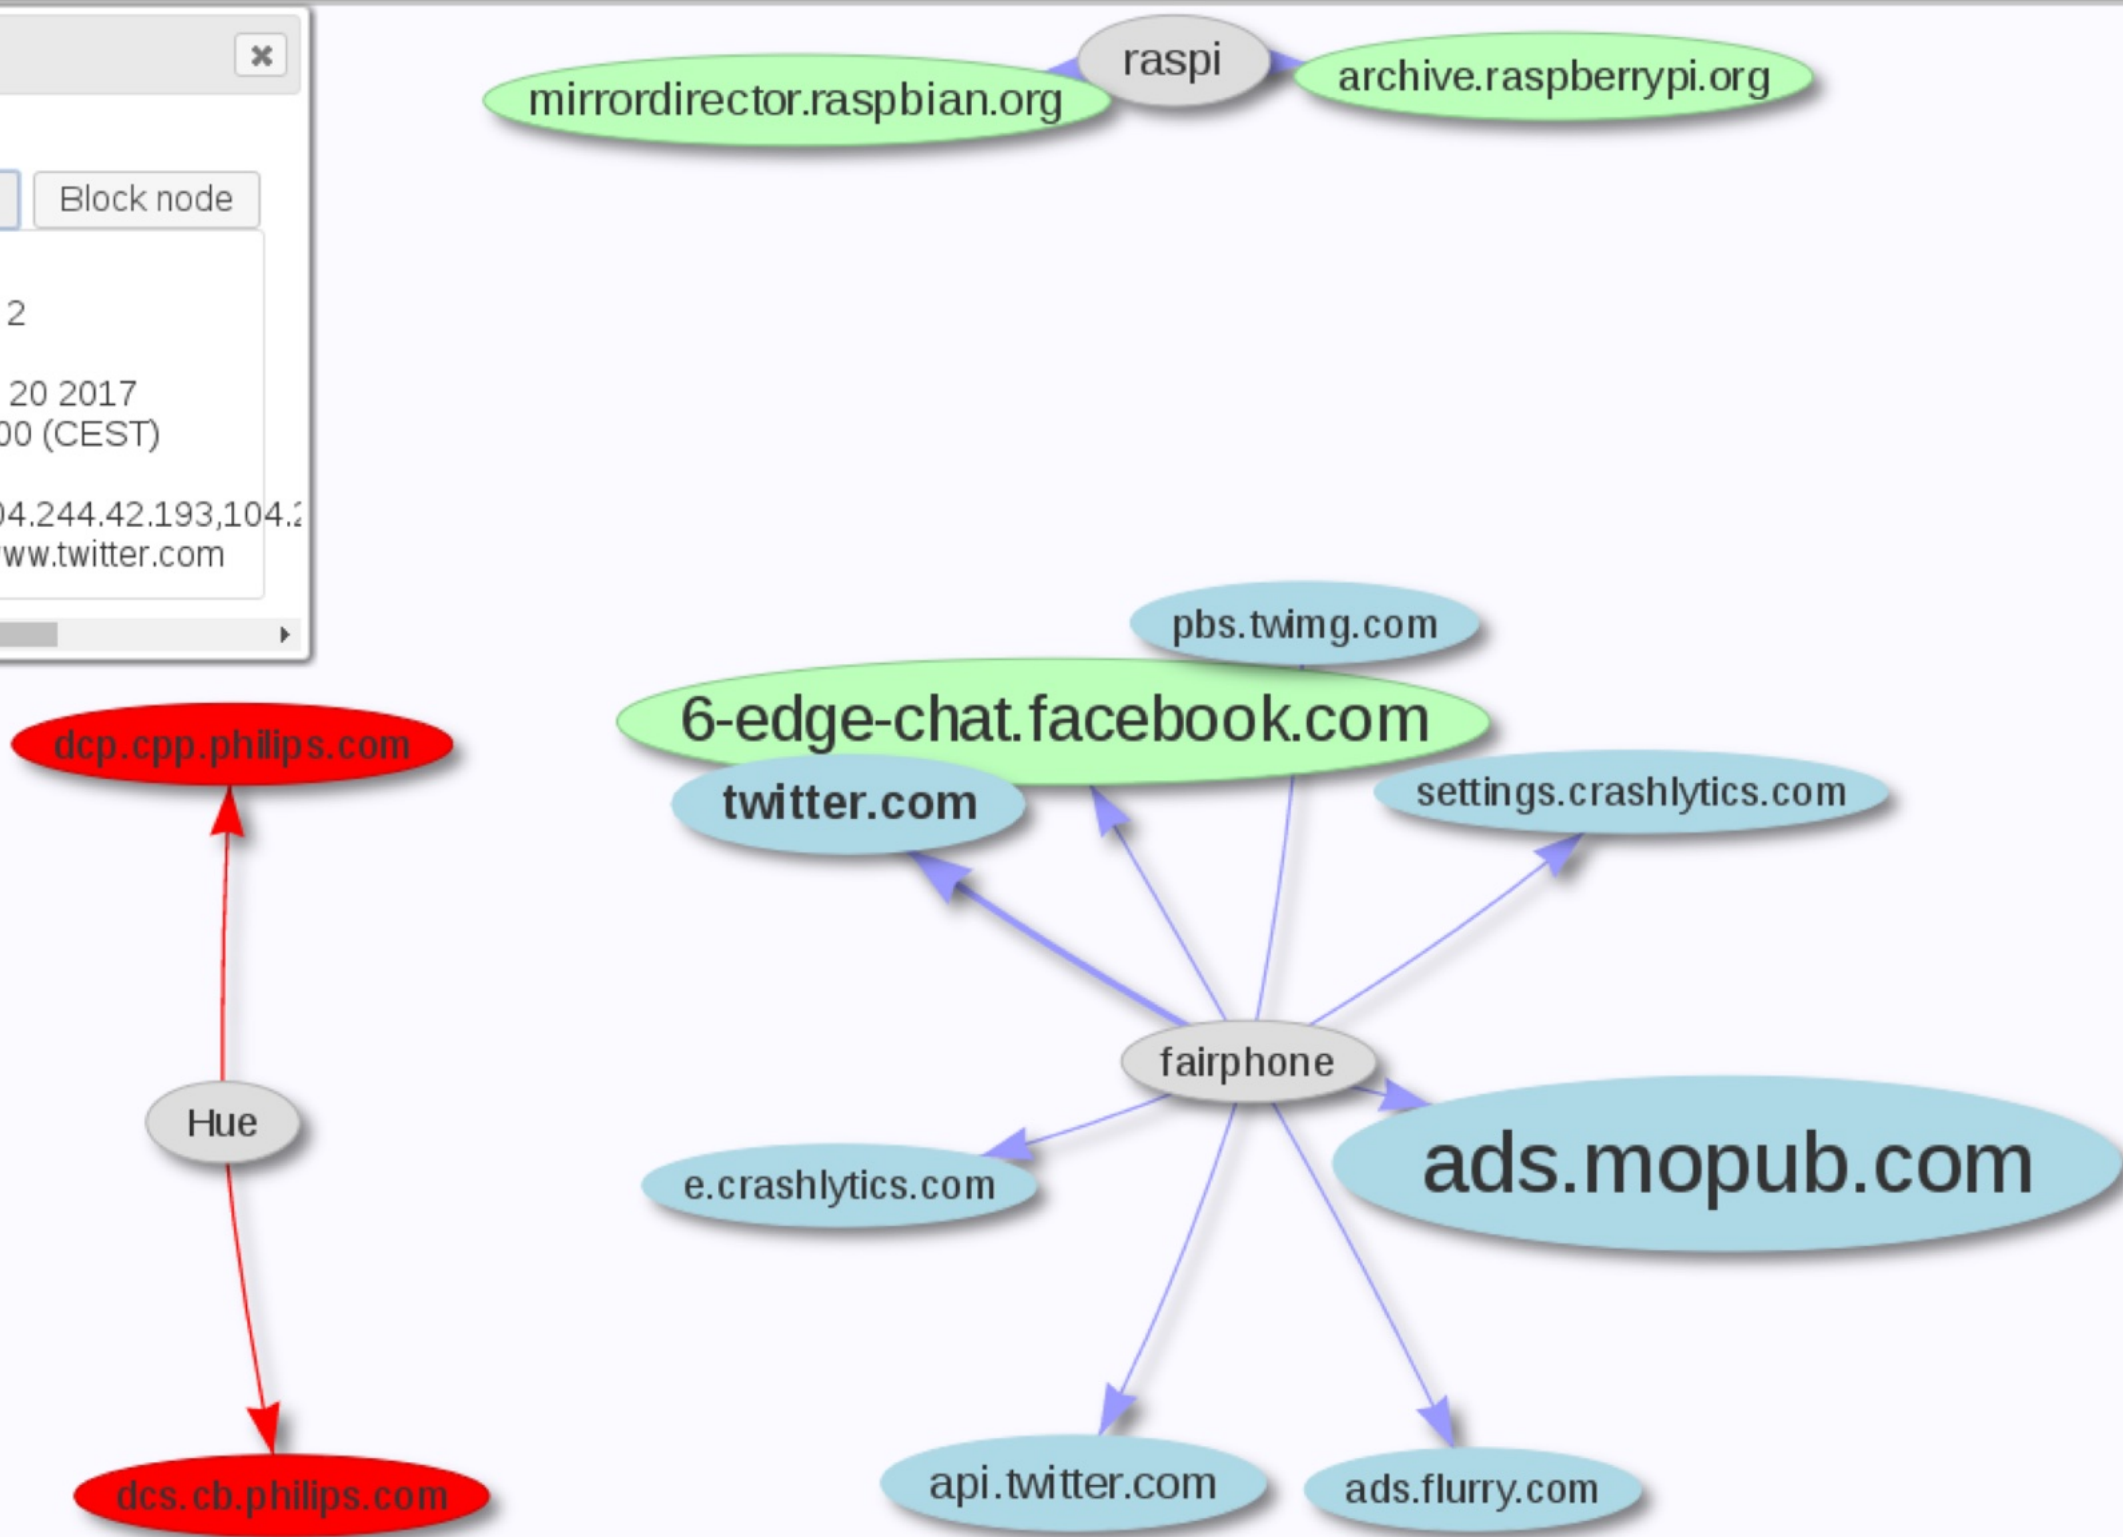 raspi
mirrordirector.raspbian.org
archive.raspberrypi.org
Block node
2
20 2017
00 (CEST)
04.244.42.193,104.2
www.twitter.com
pbs.twimg.com
6-edge-chat.facebook.com
dcp.cpp.philips.com
twitter.com
settings.crashlytics.com
fairphone
Hue
ads.mopub.com
e.crashlytics.com
api.twitter.com
ads.flurry.com
dcs.cb.philips.com